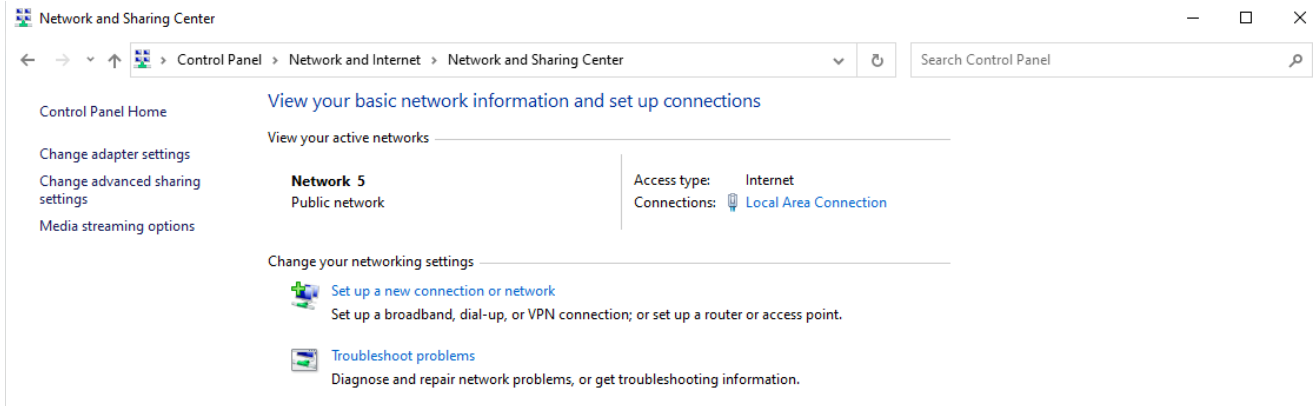 Network and Sharing Center
Control Panel > Network and Internet > Network and Sharing Center
Search Control Panel
Control Panel Home
Change adapter settings
Change advanced sharing
settings
Media streaming options
View your basic network information and set up connections
View your active networks
Network 5
Public network
Access type: Internet
Connections: Local Area Connection
Change your networking settings
Set up a new connection or network
Set up a broadband, dial-up, or VPN connection; or set up a router or access point.
Troubleshoot problems
Diagnose and repair network problems, or get troubleshooting information.